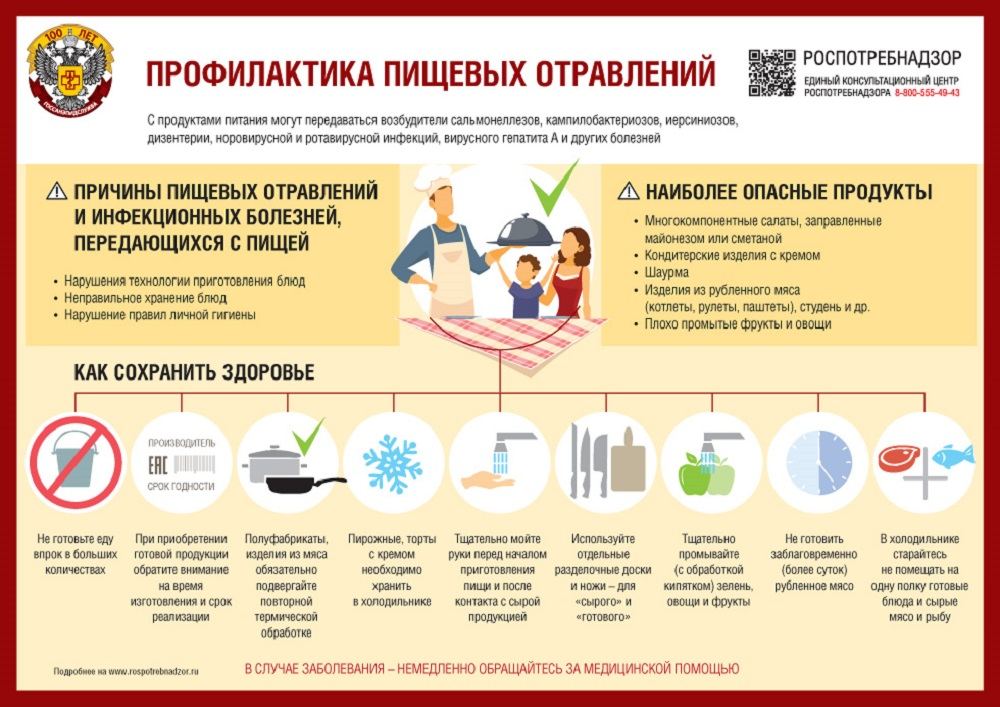 100 ЛЕТ
ГОССАНЭПИДСЛУЖБА
ПРОФИЛАКТИКА ПИЩЕВЫХ ОТРАВЛЕНИЙ
РОСПОТРЕБНАДЗОР
ЕДИНЫЙ КОНСУЛЬТАЦИОННЫЙ ЦЕНТР
РОСПОТРЕБНАДЗОРА 8-800-555-49-43
С продуктами питания могут передаваться возбудители сальмонеллезов, кампилобактериозов, иерсиниозов,
дизентерии, норовирусной и ротавирусной инфекций, вирусного гепатита А и других болезней
ПРИЧИНЫ ПИЩЕВЫХ ОТРАВЛЕНИЙ
И ИНФЕКЦИОННЫХ БОЛЕЗНЕЙ,
ПЕРЕДАЮЩИХСЯ С ПИЩЕЙ
• Нарушения технологии приготовления блюд
• Неправильное хранение блюд
• Нарушение правил личной гигиены
НАИБОЛЕЕ ОПАСНЫЕ ПРОДУКТЫ
• Многокомпонентные салаты, заправленные
майонезом или сметаной
• Кондитерские изделия с кремом
• Шаурма
• Изделия из рубленного мяса
(котлеты, рулеты, паштеты), студень и др.
• Плохо промытые фрукты и овощи
КАК СОХРАНИТЬ ЗДОРОВЬЕ
ПРОИЗВОДИТЕЛЬ
ЕАС
СРОК ГОДНОСТИ
Не готовьте еду
впрок в больших
количествах
При приобретении
готовой продукции
обратите внимание
на время
изготовления и срок
реализации
Полуфабрикаты,
изделия из мяса
обязательно
подвергайте
повторной
термической
обработке
Пирожные, торты
с кремом
необходимо
хранить
в холодильнике
Тщательно мойте
руки перед началом
приготовления
пищи и после
контакта с сырой
продукцией
Используйте
отдельные
разделочные доски
и ножи – для
«сырого» и
«готового»
Тщательно
промывайте
(с обработкой
кипятком) зелень,
овощи и фрукты
Не готовить
заблаговременно
(более суток)
рубленное мясо
В холодильнике
старайтесь
не помещать на
одну полку готовые
блюда и сырые
мясо и рыбу
Подробнее на www.rospotrebnadzor.ru
В СЛУЧАЕ ЗАБОЛЕВАНИЯ – НЕМЕДЛЕННО ОБРАЩАЙТЕСЬ ЗА МЕДИЦИНСКОЙ ПОМОЩЬЮ